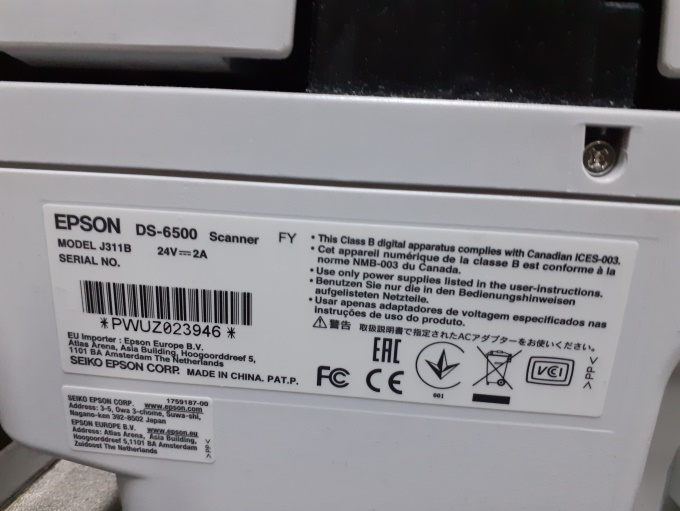 EPSON DS-6500 Scanner FY
MODEL J311B 24V⎓2A
SERIAL NO.
*PWUZ023946*
EU Importer : Epson Europe B.V.
Atlas Arena, Asia Building, Hoogoorddreef 5,
1101 BA Amsterdam The Netherlands
SEIKO EPSON CORP. MADE IN CHINA. PAT.P.
• This Class B digital apparatus complies with Canadian ICES-003.
• Cet appareil numérique de la classe B est conforme à la
norme NMB-003 du Canada.
• Use only power supplies listed in the user-instructions.
• Benutzen Sie nur die in den Bedienungshinweisen
aufgelisteten Netzteile.
• Usar apenas adaptadores de voltagem especificados nas
instruções de uso do produto.
⚠警告 取扱説明書で指定されたACアダプターをお使いください。
EAC
FC CE
001
VCI
>PP<
SEIKO EPSON CORP. 1759187-00
Address: 3-5, Owa 3-chome, Suwa-shi, www.epson.com
Nagano-ken 392-8502 Japan
EPSON EUROPE B.V. www.epson.eu
Address: Atlas Arena, Asia Building,
Hoogoorddreef 5,1101 BA Amsterdam
Zuidoost The Netherlands
>PP<